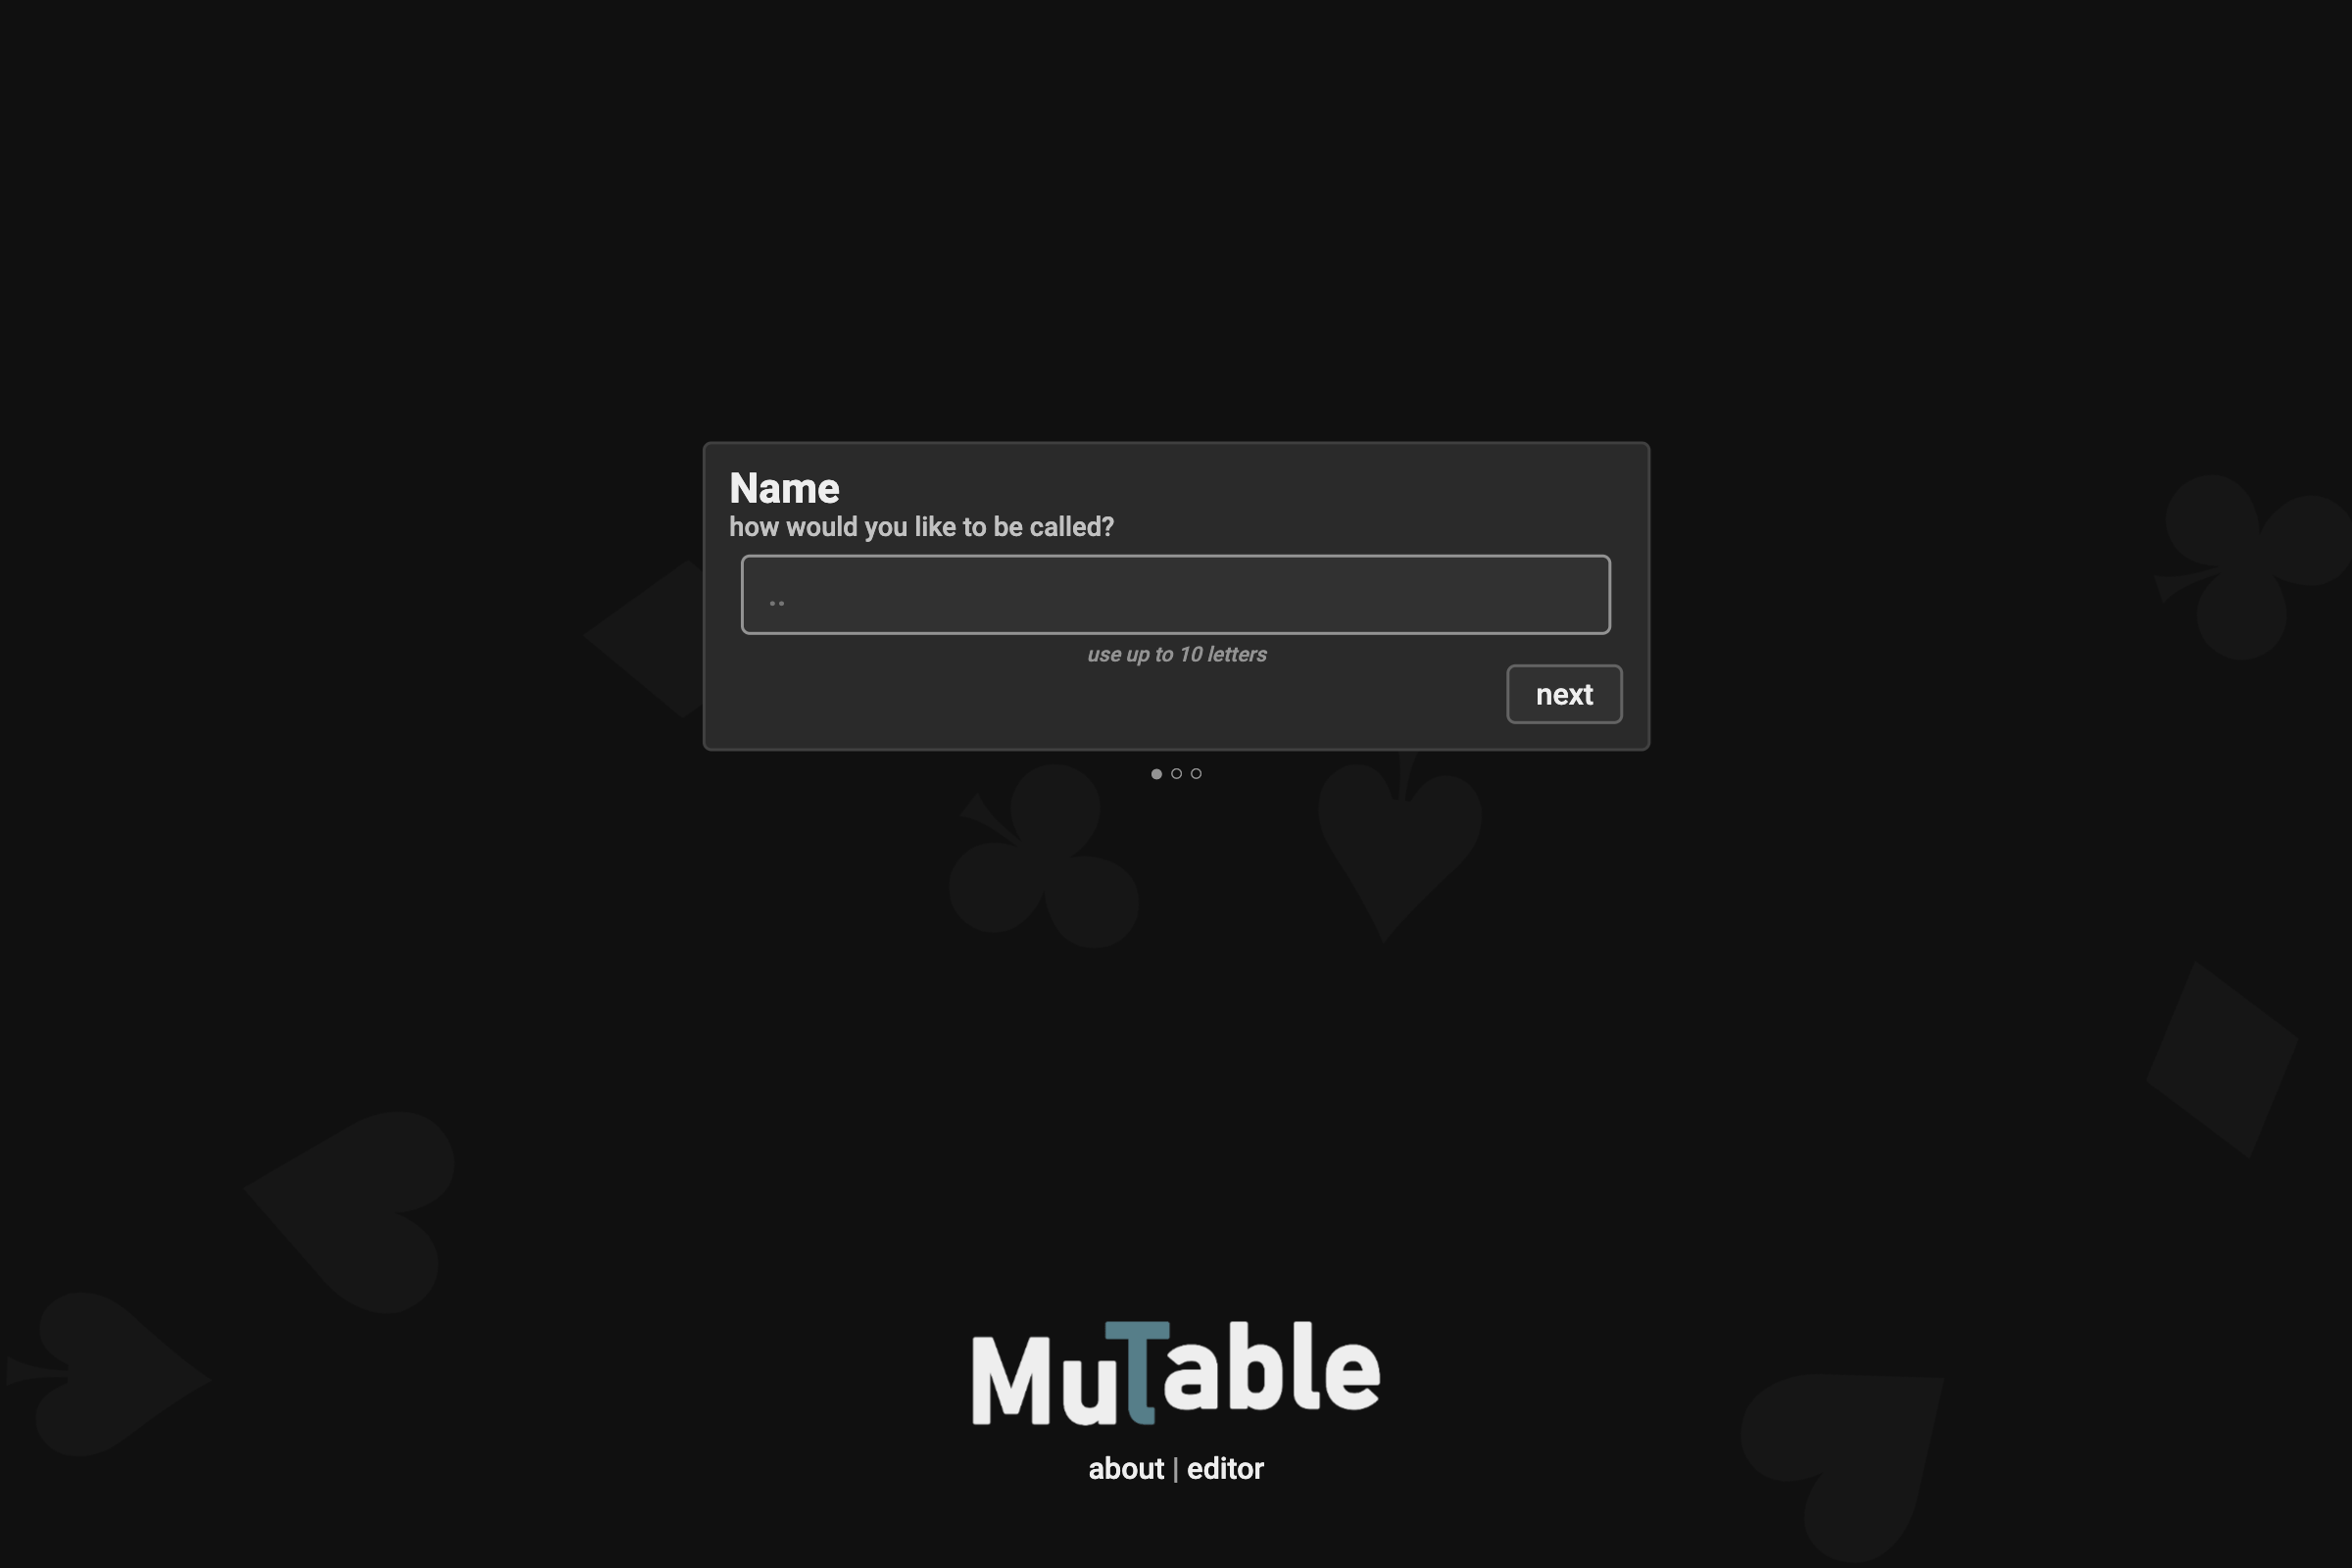 Name
how would you like to be called?
..
use up to 10 letters
next
MuTable
about | editor